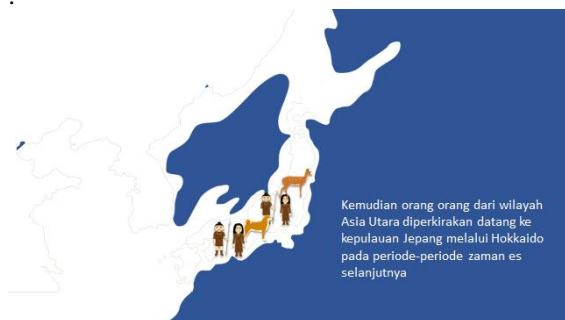 Kemudian orang orang dari wilayah
Asia Utara diperkirakan datang ke
kepulauan Jepang melalui Hokkaido
pada periode-periode zaman es
selanjutnya